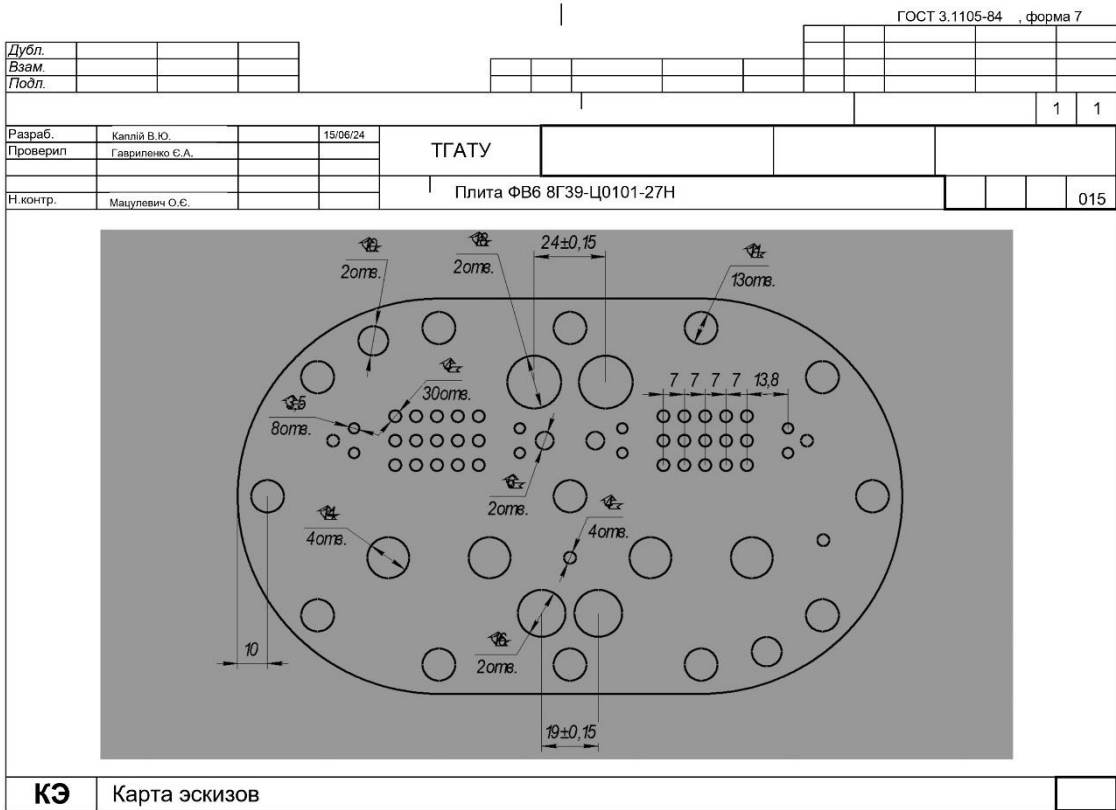 ГОСТ 3.1105-84 , форма 7
Дубл.
Взам.
Подл.
1 1
Разраб. Каплій В.Ю. 15/06/24
Проверил Гавриленко Є.А.
ТГАТУ
Н.контр. Мацулевич О.Є.
Плита ФВ6 8Г39-Ц0101-27Н
015
2отв.
2отв.
24±0,15
13отв.
30отв.
7 7 7 7 13,8
8отв.
2отв.
4отв.
4отв.
10
2отв.
19±0,15
КЭ Карта эскизов